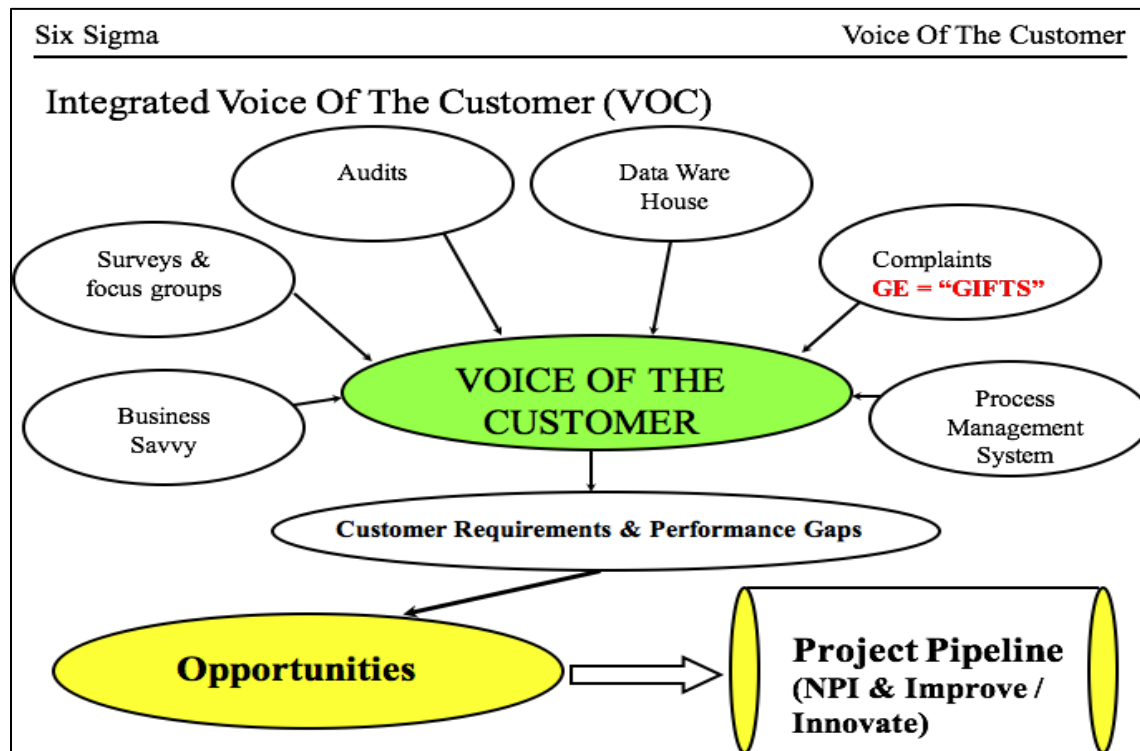 Six Sigma
Voice Of The Customer
Integrated Voice Of The Customer (VOC)
Audits
Data Ware
House
Surveys &
focus groups
Complaints
GE = “GIFTS”
VOICE OF THE
CUSTOMER
Business
Savvy
Process
Management
System
Customer Requirements & Performance Gaps
Opportunities
Project Pipeline
(NPI & Improve /
Innovate)